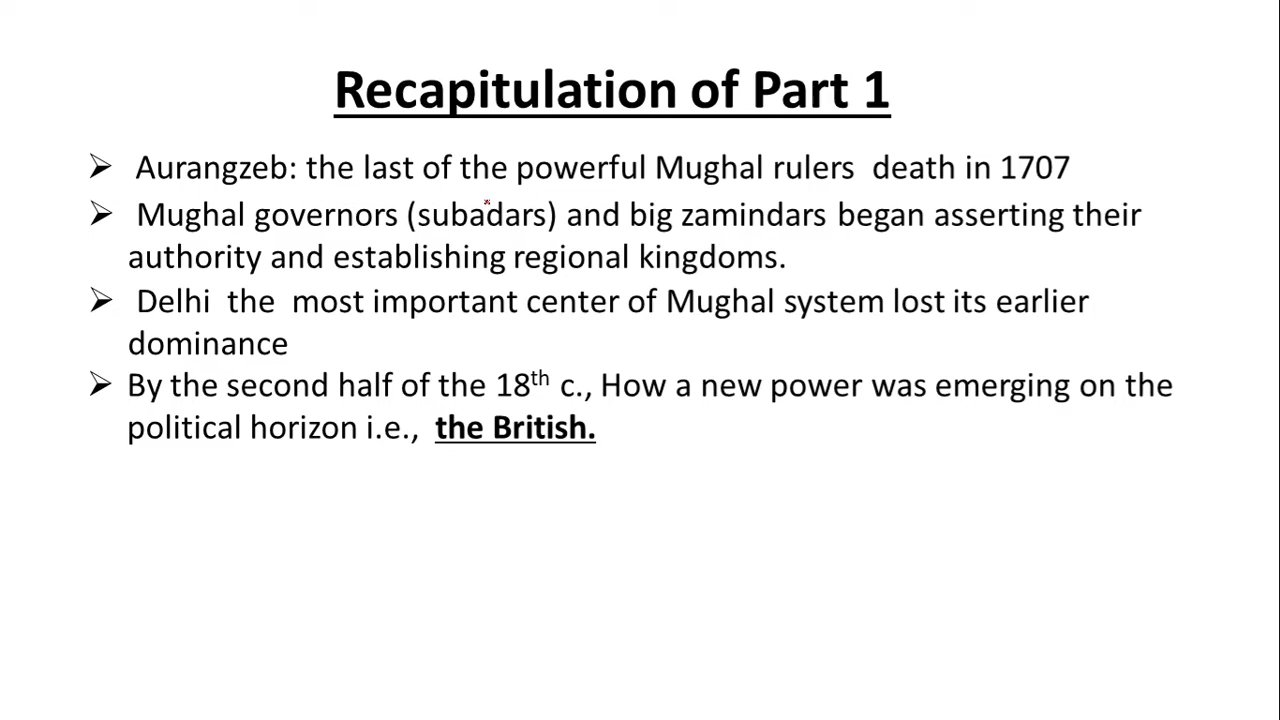 Recapitulation of Part 1
➢ Aurangzeb: the last of the powerful Mughal rulers death in 1707
➢ Mughal governors (subadars) and big zamindars began asserting their
authority and establishing regional kingdoms.
➢ Delhi the most important center of Mughal system lost its earlier
dominance
➢ By the second half of the 18th c., How a new power was emerging on the
political horizon i.e., the British.